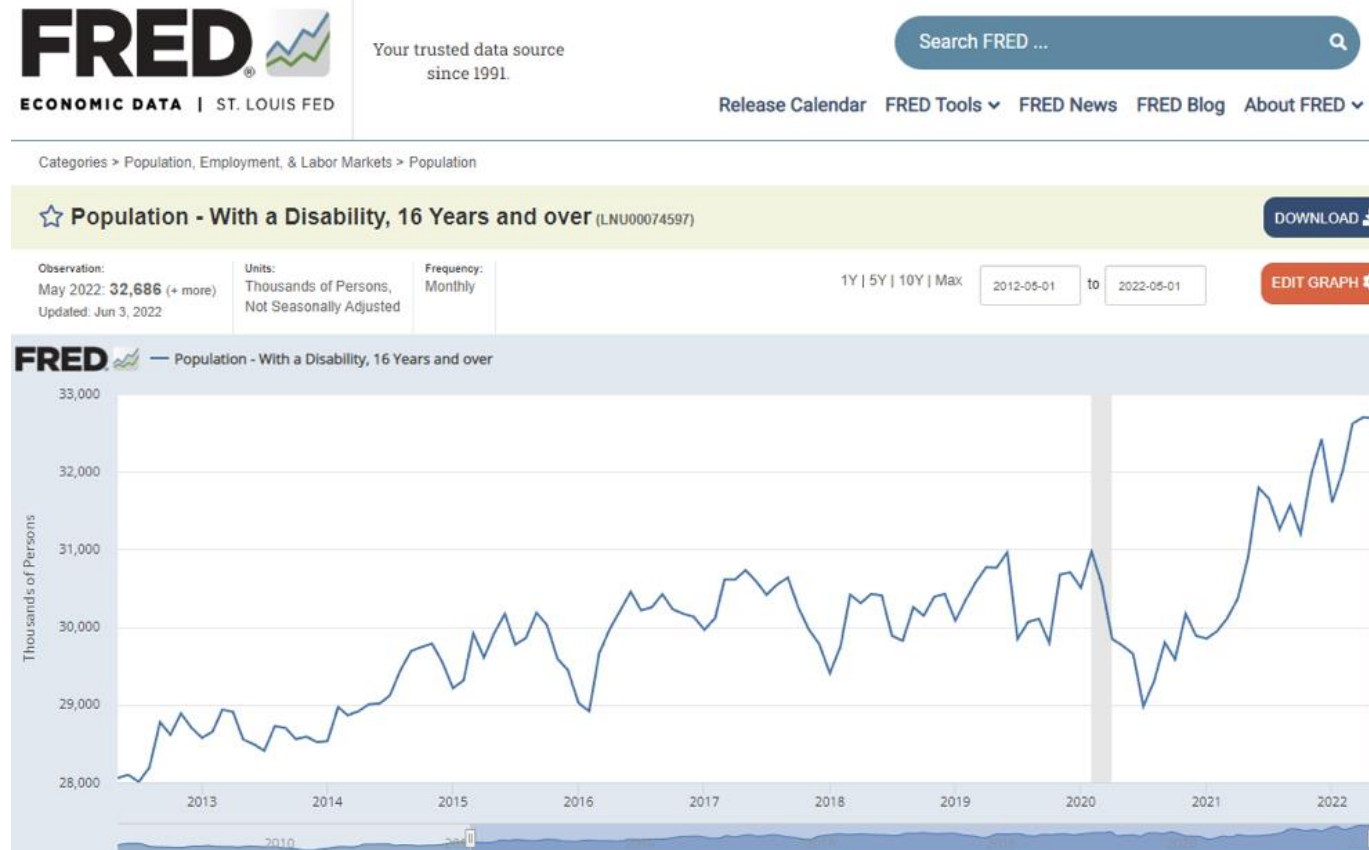 FRED®
ECONOMIC DATA | ST. LOUIS FED
Your trusted data source
since 1991.
Search FRED ...
Release Calendar FRED Tools FRED News FRED Blog About FRED
Categories > Population, Employment, & Labor Markets > Population
Population - With a Disability, 16 Years and over (LNU00074597)
DOWNLOAD
Observation:
May 2022: 32,686 (+ more)
Updated: Jun 3, 2022
Units:
Thousands of Persons,
Not Seasonally Adjusted
Frequency:
Monthly
1Y | 5Y | 10Y | Max
2012-05-01 to 2022-05-01
EDIT GRAPH
FRED — Population - With a Disability, 16 Years and over
Thousands of Persons
33,000
32,000
31,000
30,000
29,000
28,000
2013 2014 2015 2016 2017 2018 2019 2020 2021 2022
2010